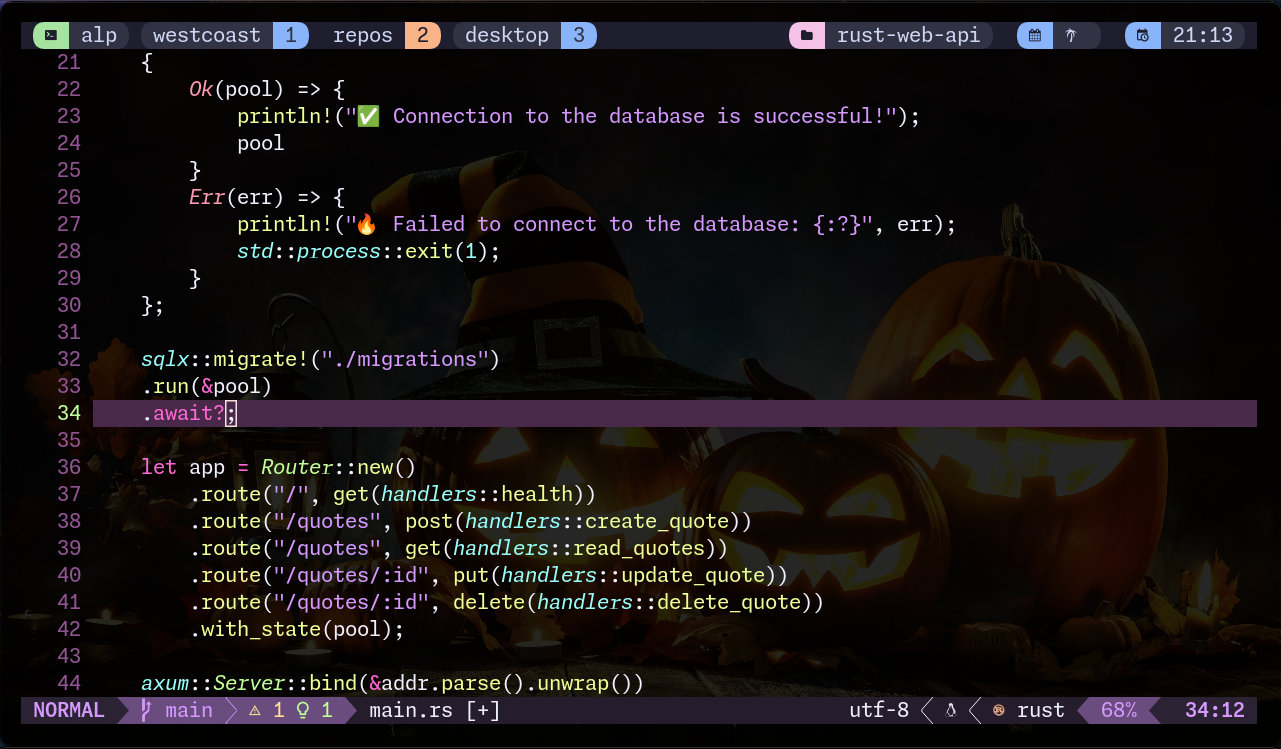 alp westcoast 1 repos 2 desktop 3 rust-web-api 21:13
21 {
22 Ok(pool) => {
23 println!("✅ Connection to the database is successful!");
24 pool
25 }
26 Err(err) => {
27 println!("🔥 Failed to connect to the database: {:?}", err);
28 std::process::exit(1);
29 }
30 };
31
32 sqlx::migrate!("./migrations")
33 .run(&pool)
34 .await?;
35
36 let app = Router::new()
37 .route("/", get(handlers::health))
38 .route("/quotes", post(handlers::create_quote))
39 .route("/quotes", get(handlers::read_quotes))
40 .route("/quotes/:id", put(handlers::update_quote))
41 .route("/quotes/:id", delete(handlers::delete_quote))
42 .with_state(pool);
43
44 axum::Server::bind(&addr.parse().unwrap())
NORMAL main 1 1 main.rs [+] utf-8 rust 68% 34:12